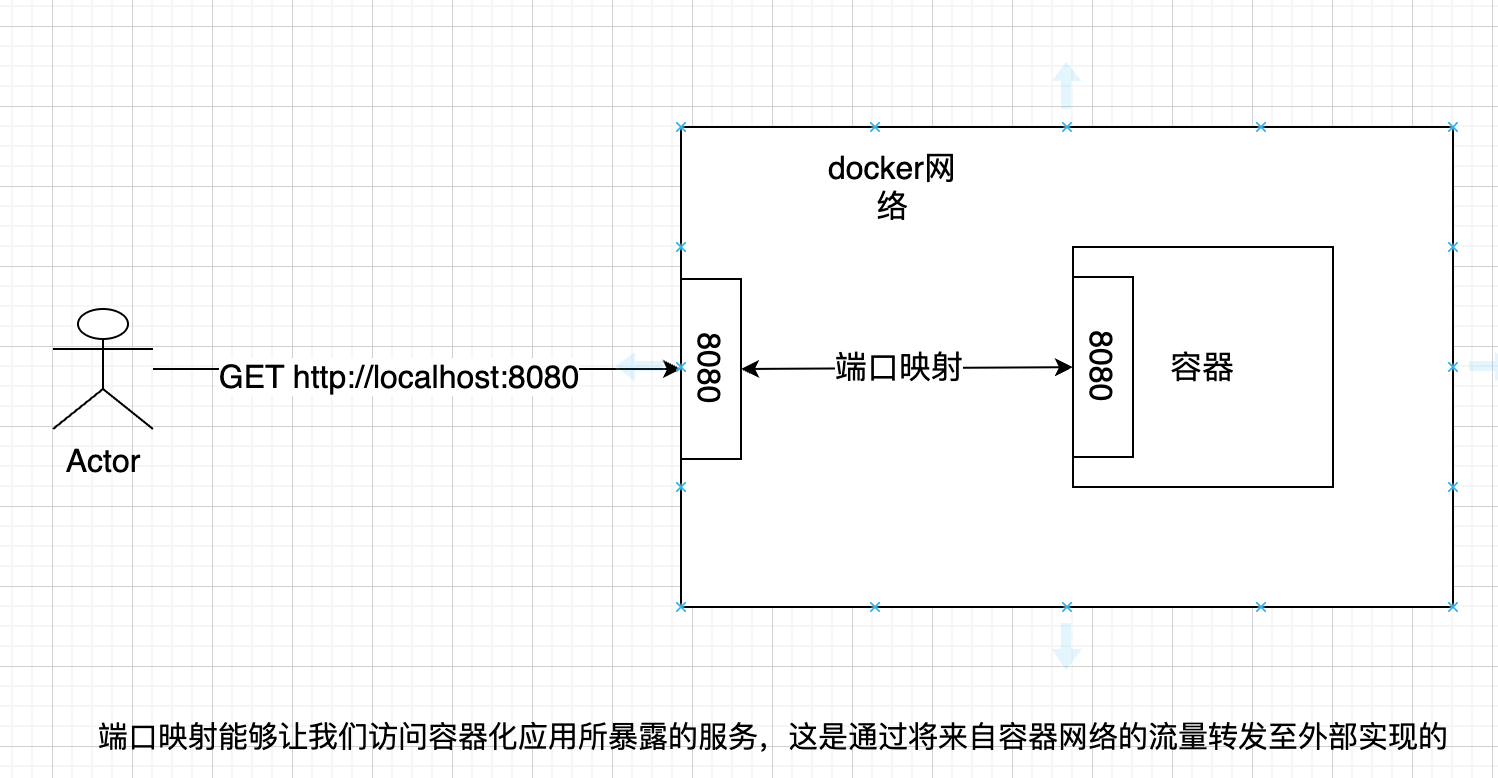 docker网
络
8080
8080
GET http://localhost:8080
端口映射
容器
Actor
端口映射能够让我们访问容器化应用所暴露的服务，这是通过将来自容器网络的流量转发至外部实现的